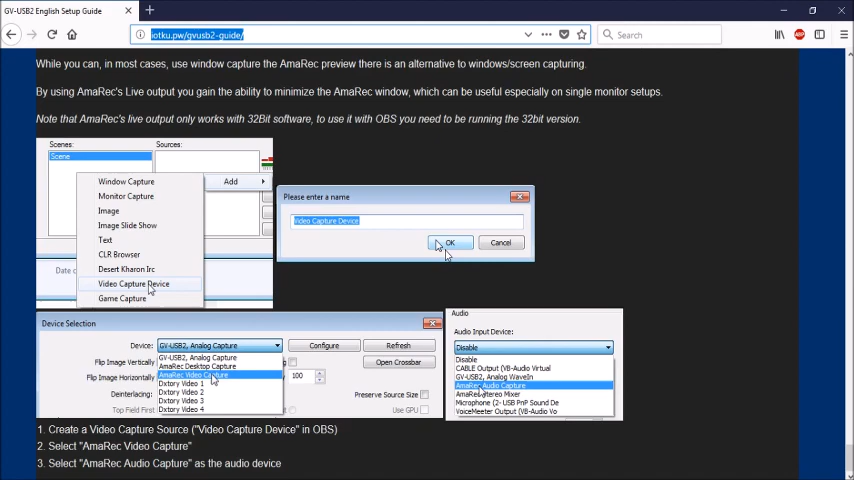 GV-USB2 English Setup Guide
iotku.pw/gvusb2-guide/
Search
While you can, in most cases, use window capture the AmaRec preview there is an alternative to windows/screen capturing.
By using AmaRec's Live output you gain the ability to minimize the AmaRec window, which can be useful especially on single monitor setups.
Note that AmaRec's live output only works with 32Bit software, to use it with OBS you need to be running the 32bit version.
Scenes:
Sources:
Scene
Add
Window Capture
Monitor Capture
Image
Image Slide Show
Text
CLR Browser
Desert Kharon Irc
Video Capture Device
Game Capture
Date c
Please enter a name
Video Capture Device
OK
Cancel
Device Selection
Device:
GV-USB2, Analog Capture
Configure
Refresh
Flip Image Vertically
Open Crossbar
Flip Image Horizontally
100
Deinterlacing:
Preserve Source Size
Top Field First
Use GPU
GV-USB2, Analog Capture
AmaRec Desktop Capture
AmaRec Video Capture
Dxtory Video 1
Dxtory Video 2
Dxtory Video 3
Dxtory Video 4
Audio
Audio Input Device:
Disable
Disable
CABLE Output (VB-Audio Virtual
GV-USB2, Analog WaveIn
AmaRec Audio Capture
AmaRec Stereo Mixer
Microphone (2- USB PnP Sound De
VoiceMeeter Output (VB-Audio Vo
1. Create a Video Capture Source ("Video Capture Device" in OBS)
2. Select "AmaRec Video Capture"
3. Select "AmaRec Audio Capture" as the audio device